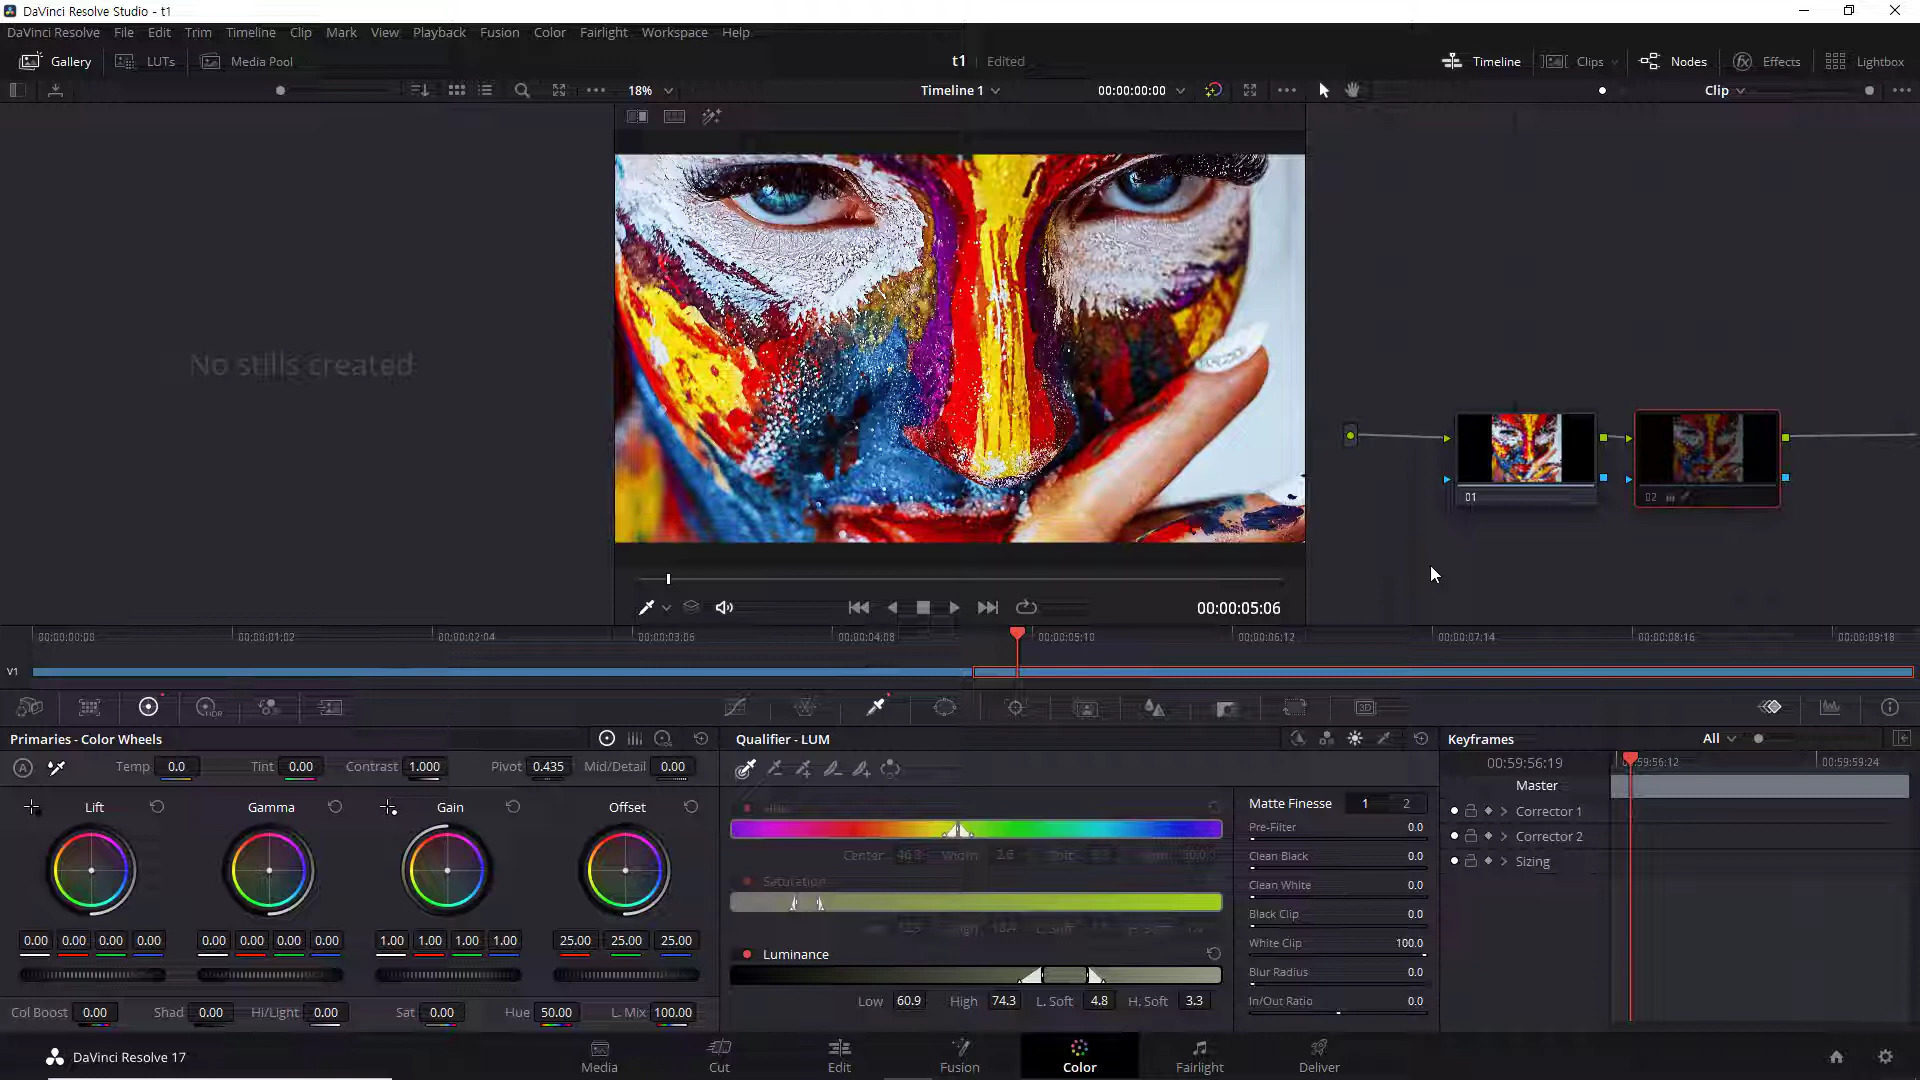 DaVinci Resolve Studio - t1
DaVinci Resolve File Edit Trim Timeline Clip Mark View Playback Fusion Color Fairlight Workspace Help
Gallery LUTs Media Pool t1 Edited Timeline Clips Nodes fx Effects Lightbox
18% Timeline 1 00:00:00:00 Clip
No stills created
01 02
00:00:05:06
00:00:00:00 00:00:01:02 00:00:02:04 00:00:03:06 00:00:04:08 00:00:05:10 00:00:06:12 00:00:07:14 00:00:08:16 00:00:09:18
V1
HDR 3D
Primaries - Color Wheels Qualifier - LUM Keyframes All
A Temp 0.0 Tint 0.00 Contrast 1.000 Pivot 0.435 Mid/Detail 0.00
00:59:56:19 59:56:12 00:59:59:24
Master
Lift Gamma Gain Offset
Matte Finesse 1 2
Corrector 1
Pre-Filter 0.0
Corrector 2
Clean Black 0.0
Center Width
Sizing
Saturation
Clean White 0.0
Black Clip 0.0
0.00 0.00 0.00 0.00 0.00 0.00 0.00 0.00 1.00 1.00 1.00 1.00 25.00 25.00 25.00
White Clip 100.0
Luminance
Blur Radius 0.0
Low 60.9 High 74.3 L. Soft 4.8 H. Soft 3.3
In/Out Ratio 0.0
Col Boost 0.00 Shad 0.00 Hi/Light 0.00 Sat 0.00 Hue 50.00 L. Mix 100.00
DaVinci Resolve 17 Media Cut Edit Fusion Color Fairlight Deliver